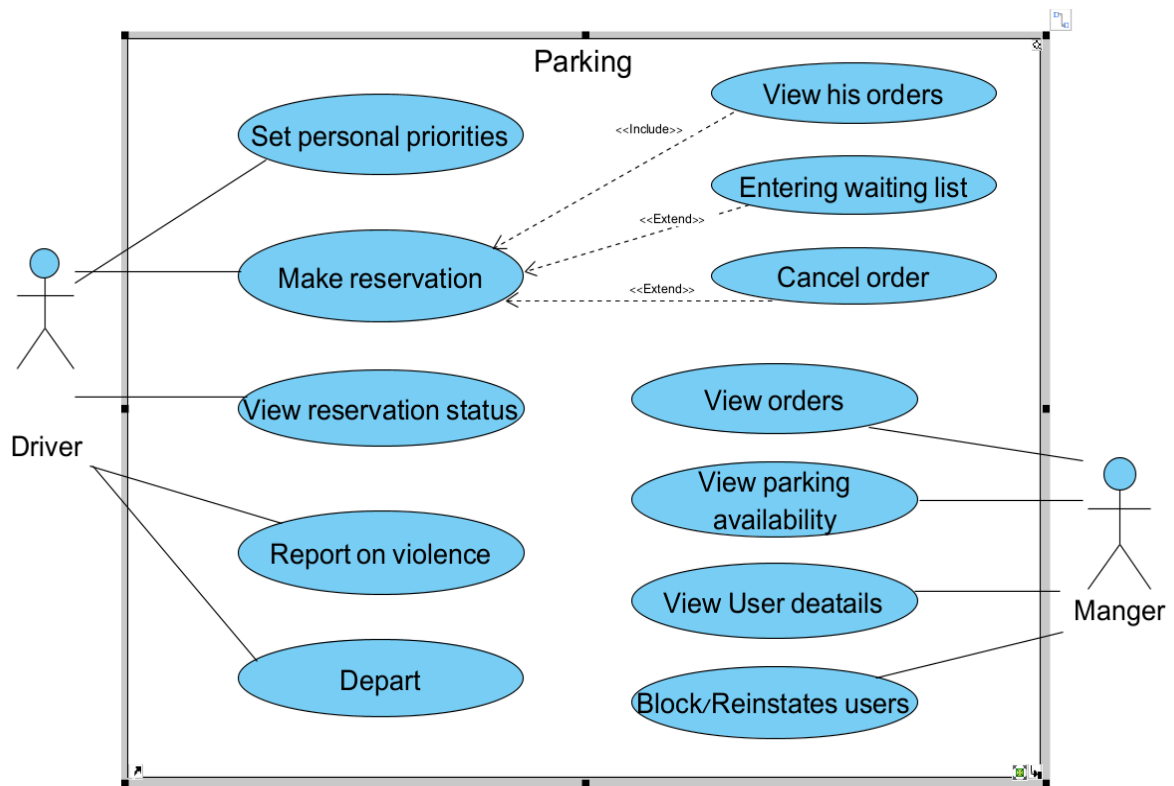 Parking
View his orders
Set personal priorities
<<Include>>
Entering waiting list
<<Extend>>
Make reservation
Cancel order
<<Extend>>
View reservation status
View orders
Driver
View parking
availability
Report on violence
View User deatails
Manger
Depart
Block/Reinstates users